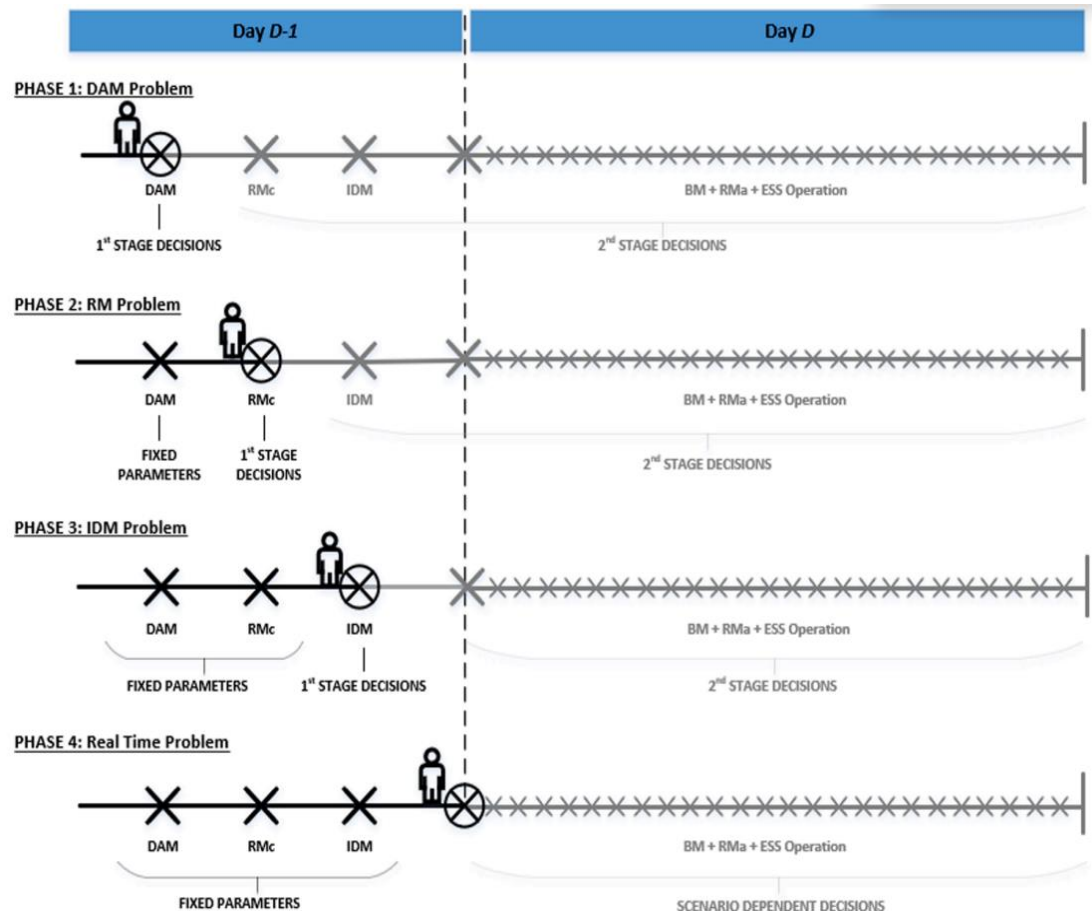 Day D-1
Day D
PHASE 1: DAM Problem
DAM
RMc
IDM
BM + RMa + ESS Operation
1st STAGE DECISIONS
2nd STAGE DECISIONS
PHASE 2: RM Problem
DAM
RMc
IDM
BM + RMa + ESS Operation
FIXED
PARAMETERS
1st STAGE
DECISIONS
2nd STAGE DECISIONS
PHASE 3: IDM Problem
DAM
RMc
IDM
BM + RMa + ESS Operation
FIXED PARAMETERS
1st STAGE DECISIONS
2nd STAGE DECISIONS
PHASE 4: Real Time Problem
DAM
RMc
IDM
BM + RMa + ESS Operation
FIXED PARAMETERS
SCENARIO DEPENDENT DECISIONS